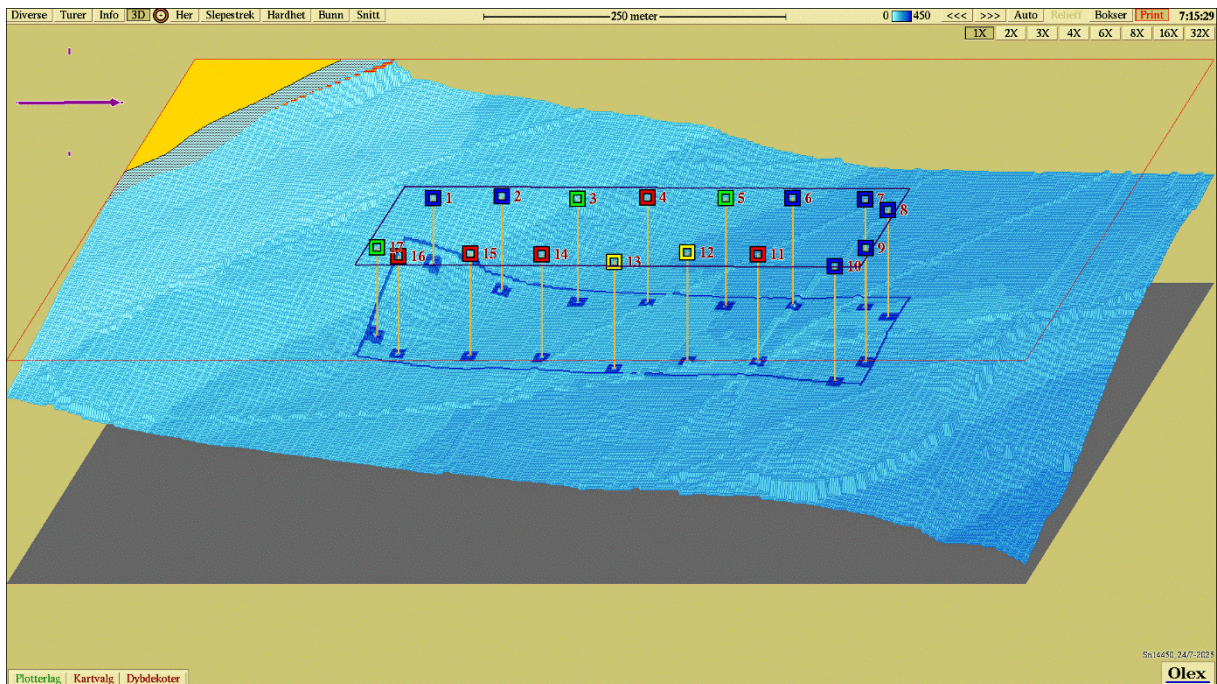 Diverse Turer Info 3D Her Slepestrek Hardhet Bunn Snitt 250 meter 0 450 <<< >>> Auto Relieff Bokser Print 7:15:29
1X 2X 3X 4X 6X 8X 16X 32X
1 2 3 4 5 6 7 8
17 16 15 14 13 12 11 10 9
Sn14450_24/7-2025
Plotterlag Kartvalg Dybdekoter Olex